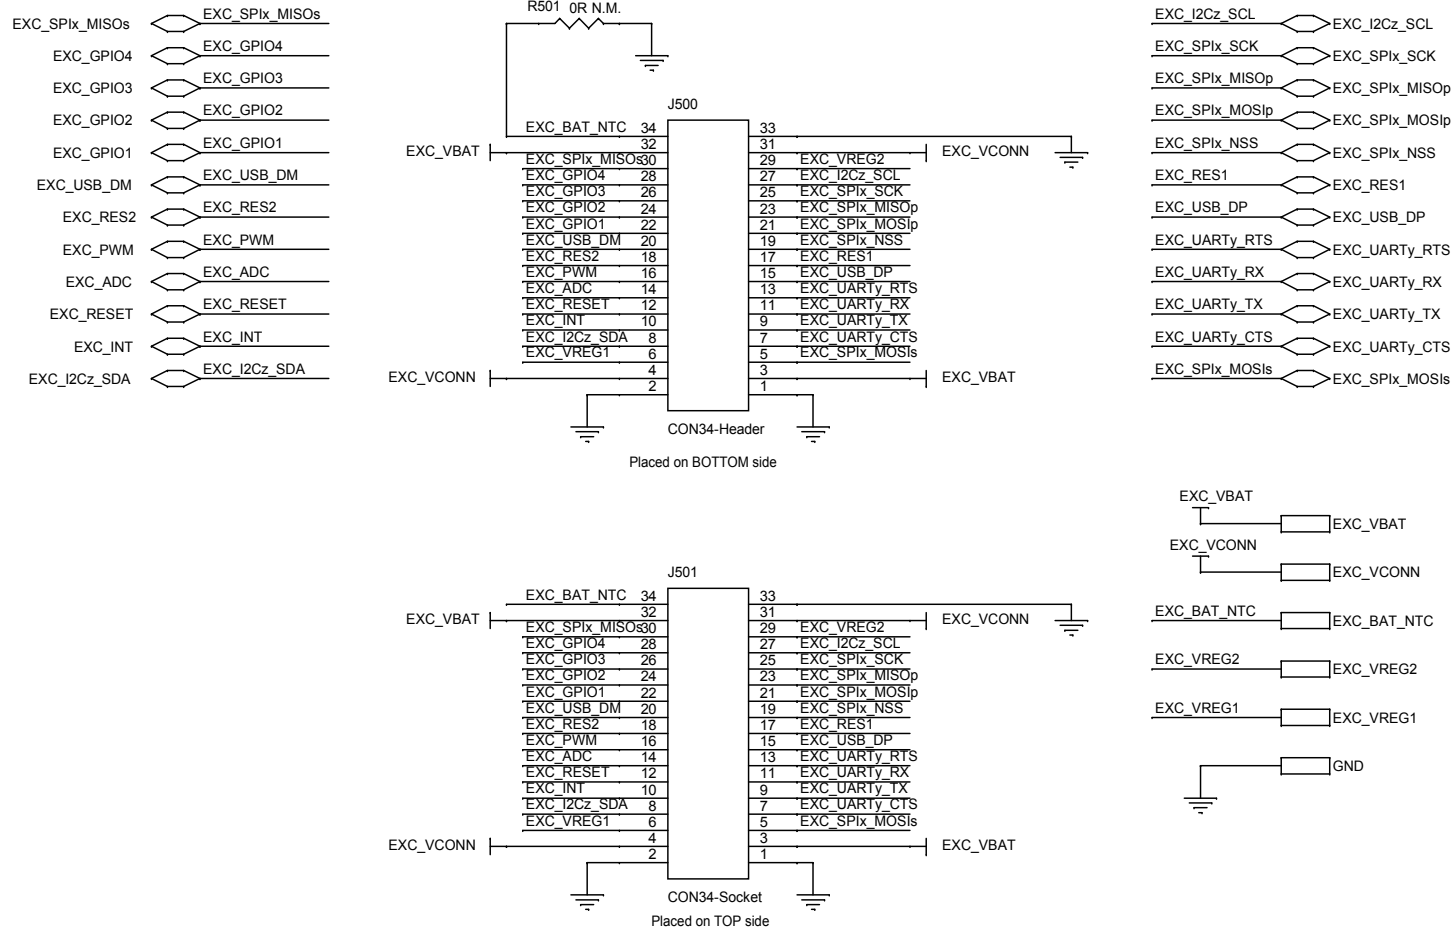 EXC_SPIx_MISOs EXC_SPIx_MISOs
EXC_GPIO4 EXC_GPIO4
EXC_GPIO3 EXC_GPIO3
EXC_GPIO2 EXC_GPIO2
EXC_GPIO1 EXC_GPIO1
EXC_USB_DM EXC_USB_DM
EXC_RES2 EXC_RES2
EXC_PWM EXC_PWM
EXC_ADC EXC_ADC
EXC_RESET EXC_RESET
EXC_INT EXC_INT
EXC_I2Cz_SDA EXC_I2Cz_SDA
R501 0R N.M.
J500
EXC_BAT_NTC 34 33
EXC_VBAT 32 31 EXC_VCONN
EXC_SPIx_MISOs 30 29 EXC_VREG2
EXC_GPIO4 28 27 EXC_I2Cz_SCL
EXC_GPIO3 26 25 EXC_SPIx_SCK
EXC_GPIO2 24 23 EXC_SPIx_MISOp
EXC_GPIO1 22 21 EXC_SPIx_MOSIp
EXC_USB_DM 20 19 EXC_SPIx_NSS
EXC_RES2 18 17 EXC_RES1
EXC_PWM 16 15 EXC_USB_DP
EXC_ADC 14 13 EXC_UARTy_RTS
EXC_RESET 12 11 EXC_UARTy_RX
EXC_INT 10 9 EXC_UARTy_TX
EXC_I2Cz_SDA 8 7 EXC_UARTy_CTS
EXC_VREG1 6 5 EXC_SPIx_MOSIs
EXC_VCONN 4 3 EXC_VBAT
2 1
CON34-Header
Placed on BOTTOM side
EXC_I2Cz_SCL EXC_I2Cz_SCL
EXC_SPIx_SCK EXC_SPIx_SCK
EXC_SPIx_MISOp EXC_SPIx_MISOp
EXC_SPIx_MOSIp EXC_SPIx_MOSIp
EXC_SPIx_NSS EXC_SPIx_NSS
EXC_RES1 EXC_RES1
EXC_USB_DP EXC_USB_DP
EXC_UARTy_RTS EXC_UARTy_RTS
EXC_UARTy_RX EXC_UARTy_RX
EXC_UARTy_TX EXC_UARTy_TX
EXC_UARTy_CTS EXC_UARTy_CTS
EXC_SPIx_MOSIs EXC_SPIx_MOSIs
J501
EXC_BAT_NTC 34 33
EXC_VBAT 32 31 EXC_VCONN
EXC_SPIx_MISOs 30 29 EXC_VREG2
EXC_GPIO4 28 27 EXC_I2Cz_SCL
EXC_GPIO3 26 25 EXC_SPIx_SCK
EXC_GPIO2 24 23 EXC_SPIx_MISOp
EXC_GPIO1 22 21 EXC_SPIx_MOSIp
EXC_USB_DM 20 19 EXC_SPIx_NSS
EXC_RES2 18 17 EXC_RES1
EXC_PWM 16 15 EXC_USB_DP
EXC_ADC 14 13 EXC_UARTy_RTS
EXC_RESET 12 11 EXC_UARTy_RX
EXC_INT 10 9 EXC_UARTy_TX
EXC_I2Cz_SDA 8 7 EXC_UARTy_CTS
EXC_VREG1 6 5 EXC_SPIx_MOSIs
EXC_VCONN 4 3 EXC_VBAT
2 1
CON34-Socket
Placed on TOP side
EXC_VBAT
EXC_VBAT
EXC_VCONN
EXC_VCONN
EXC_BAT_NTC EXC_BAT_NTC
EXC_VREG2 EXC_VREG2
EXC_VREG1 EXC_VREG1
GND